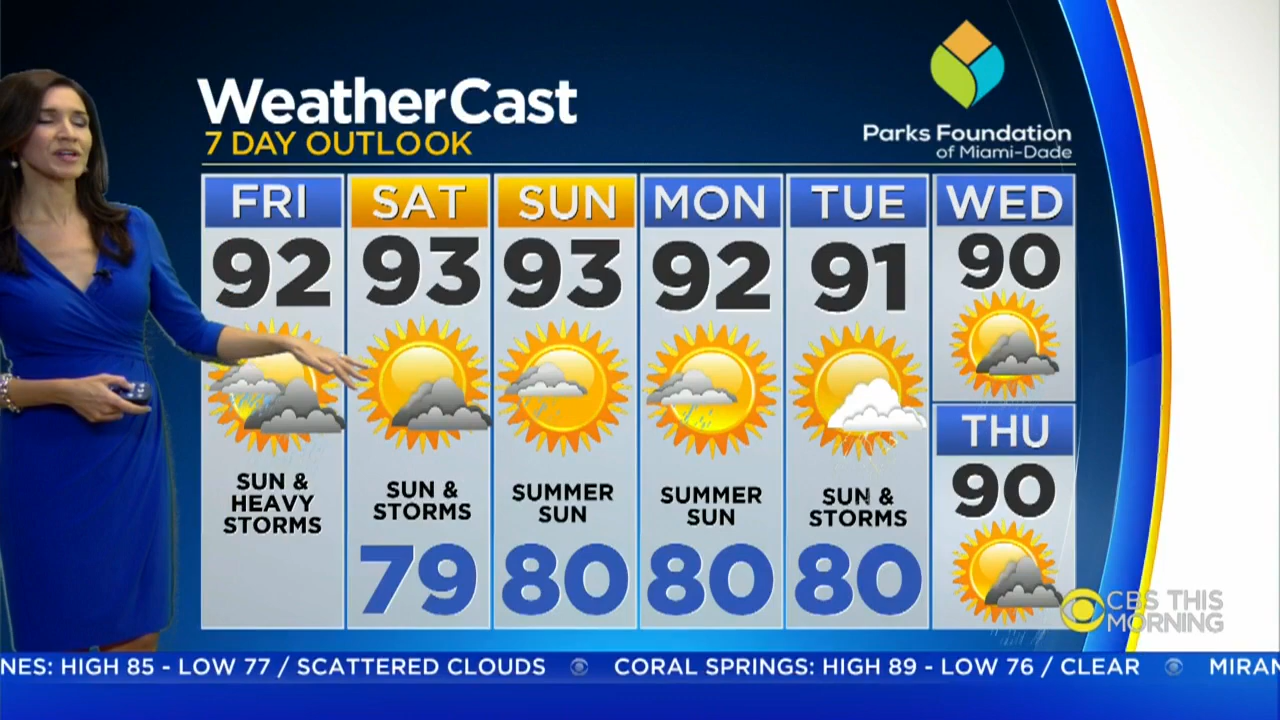 WeatherCast
7 DAY OUTLOOK
Parks Foundation
of Miami-Dade
FRI
92
SUN &
HEAVY
STORMS
SAT
93
SUN &
STORMS
79
SUN
93
SUMMER
SUN
80
MON
92
SUMMER
SUN
80
TUE
91
SUN &
STORMS
80
WED
90
THU
90
CBS THIS
MORNING
NES: HIGH 85 - LOW 77 / SCATTERED CLOUDS CORAL SPRINGS: HIGH 89 - LOW 76 / CLEAR MIRAN